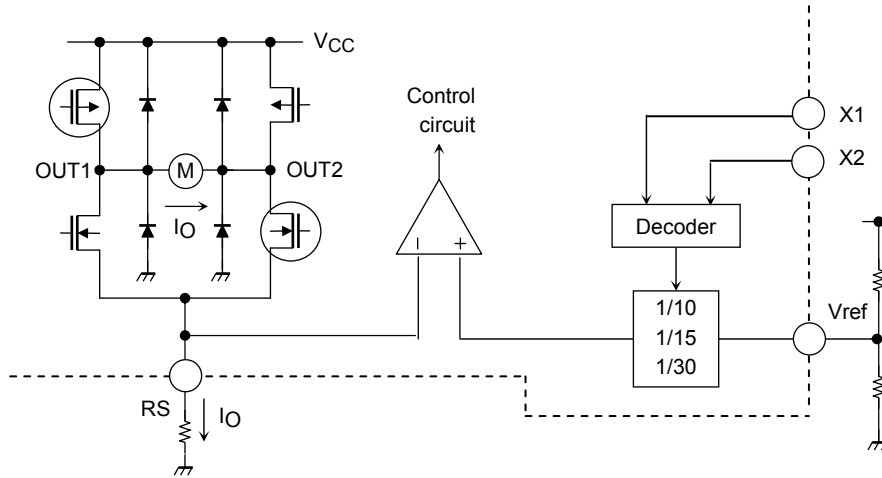 VCC
Control
circuit
X1
X2
OUT1
M
OUT2
IO
Decoder
1/10
1/15
1/30
Vref
RS
IO